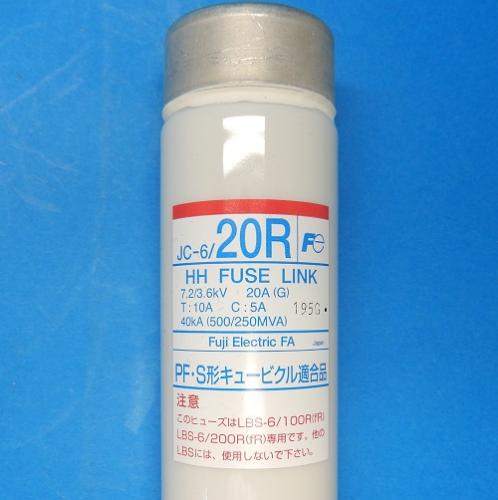 JC-6/20R Fe
HH FUSE LINK
7.2/3.6kV 20A(G)
T:10A C:5A 195G.
40kA(500/250MVA)
Fuji Electric FA Japan
PF・S形キュービクル適合品
注意
このヒューズはLBS-6/100R(fR)
LBS-6/200R(fR)専用です。他の
LBSには、使用しないで下さい。